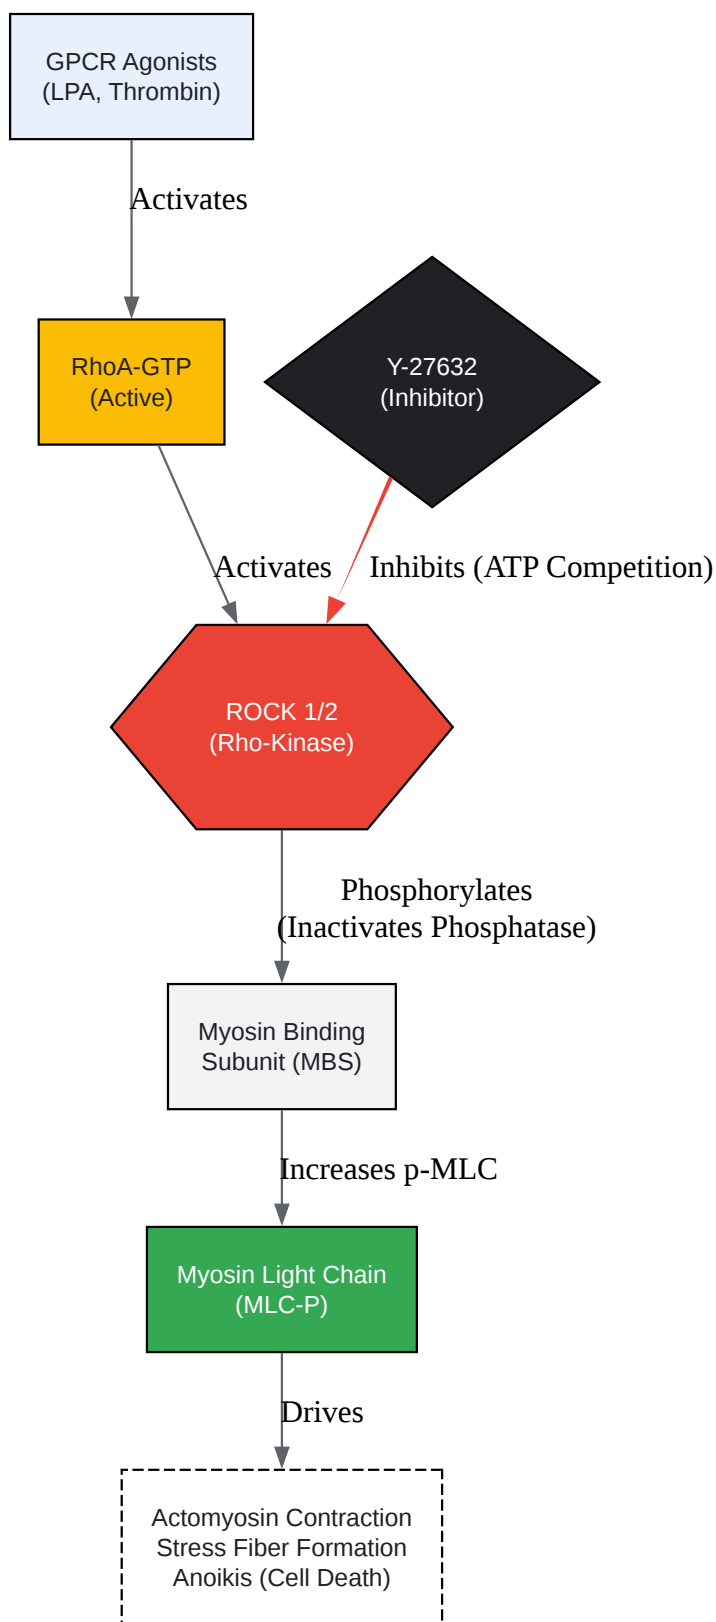 GPCR Agonists
(LPA, Thrombin)
Activates
RhoA-GTP
(Active)
Y-27632
(Inhibitor)
Activates
Inhibits (ATP Competition)
ROCK 1/2
(Rho-Kinase)
Phosphorylates
(Inactivates Phosphatase)
Myosin Binding
Subunit (MBS)
Increases p-MLC
Myosin Light Chain
(MLC-P)
Drives
Actomyosin Contraction
Stress Fiber Formation
Anoikis (Cell Death)